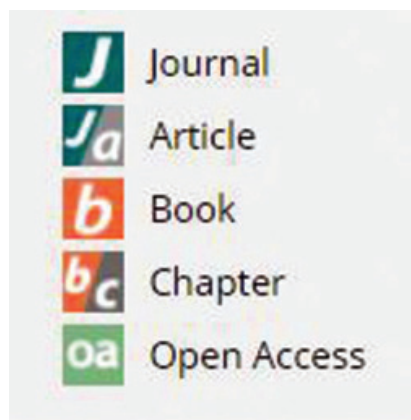 J Journal
Ja Article
b Book
bc Chapter
oa Open Access